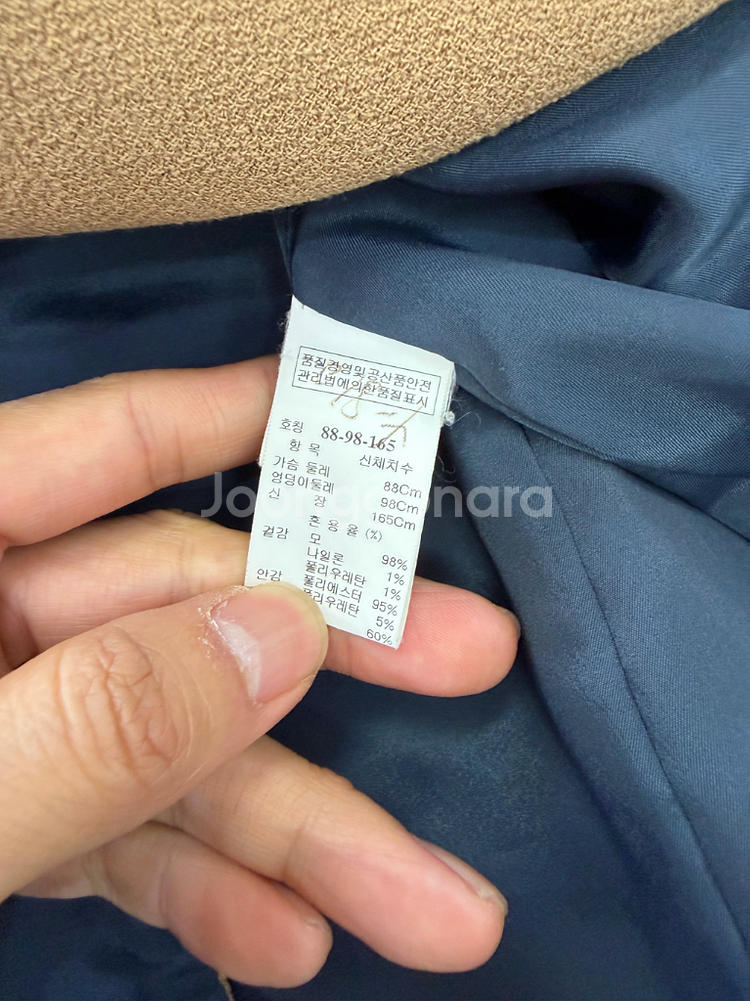 품질경영및공산품안전
관리법에의한품질표시
호칭 88-98-165
항 목 신체치수
가슴 둘레 88Cm
엉덩이둘레 98Cm
신 장 165Cm
혼 용 율 (%)
겉감 모 98%
나일론 1%
폴리우레탄 1%
안감 폴리에스터 95%
폴리우레탄 5%
60%
Joongonara